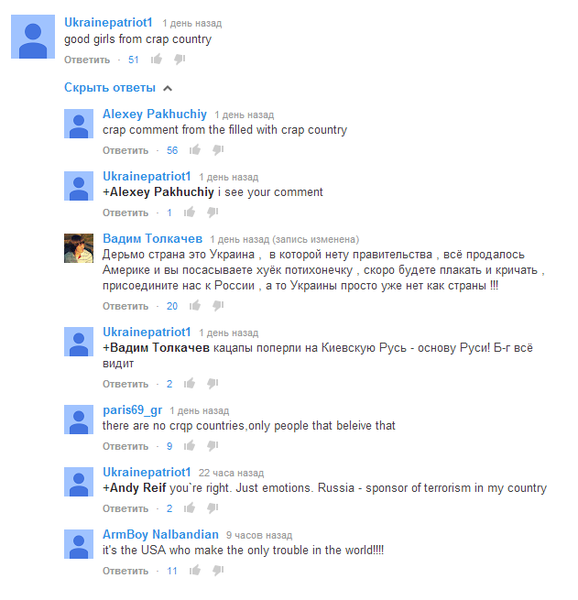 Ukrainepatriot1 1 день назад
good girls from crap country
Ответить · 51
Скрыть ответы
Alexey Pakhuchiy 1 день назад
crap comment from the filled with crap country
Ответить · 56
Ukrainepatriot1 1 день назад
+Alexey Pakhuchiy i see your comment
Ответить · 1
Вадим Толкачев 1 день назад (запись изменена)
Дерьмо страна это Украина , в которой нету правительства , всё продалось
Америке и вы посасываете хуёк потихонечку , скоро будете плакать и кричать ,
присоедините нас к России , а то Украины просто уже нет как страны !!!
Ответить · 20
Ukrainepatriot1 1 день назад
+Вадим Толкачев кацапы поперли на Киевскую Русь - основу Руси! Б-г всё
видит
Ответить · 2
paris69_gr 1 день назад
there are no crqp countries,only people that beleive that
Ответить · 9
Ukrainepatriot1 22 часа назад
+Andy Reif you`re right. Just emotions. Russia - sponsor of terrorism in my country
Ответить · 2
ArmBoy Nalbandian 9 часов назад
it's the USA who make the only trouble in the world!!!!
Ответить · 11